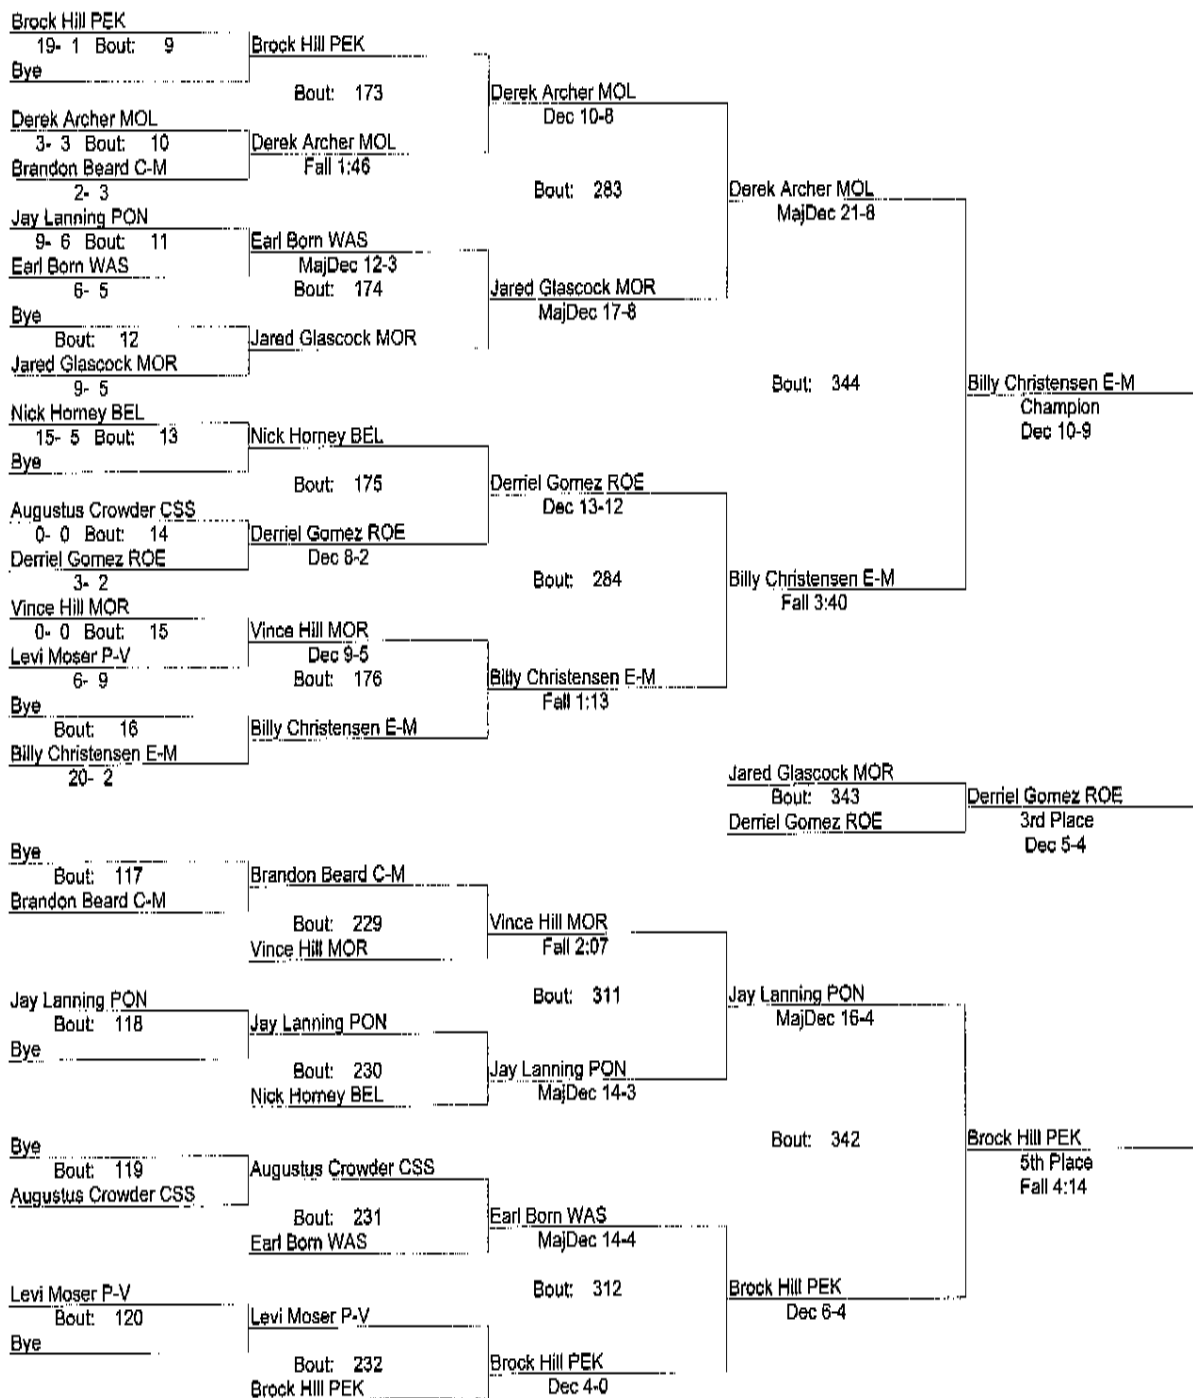 Brock Hill PEK
19- 1 Bout: 9
Bye
Brock Hill PEK
Bout: 173
Derek Archer MOL
3- 3 Bout: 10
Brandon Beard C-M
2- 3
Derek Archer MOL
Fall 1:46
Derek Archer MOL
Dec 10-8
Bout: 283
Jay Lanning PON
9- 6 Bout: 11
Earl Born WAS
6- 5
Earl Born WAS
MajDec 12-3
Bout: 174
Bye
Bout: 12
Jared Glascock MOR
9- 5
Jared Glascock MOR
Jared Glascock MOR
MajDec 17-8
Derek Archer MOL
MajDec 21-8
Bout: 344
Nick Horney BEL
15- 5 Bout: 13
Bye
Nick Horney BEL
Bout: 175
Augustus Crowder CSS
0- 0 Bout: 14
Derriel Gomez ROE
3- 2
Derriel Gomez ROE
Dec 8-2
Derriel Gomez ROE
Dec 13-12
Bout: 284
Vince Hill MOR
0- 0 Bout: 15
Levi Moser P-V
6- 9
Vince Hill MOR
Dec 9-5
Bout: 176
Bye
Bout: 16
Billy Christensen E-M
20- 2
Billy Christensen E-M
Billy Christensen E-M
Fall 1:13
Billy Christensen E-M
Fall 3:40
Billy Christensen E-M
Champion
Dec 10-9
Jared Glascock MOR
Bout: 343
Derriel Gomez ROE
Derriel Gomez ROE
3rd Place
Dec 5-4
Bye
Bout: 117
Brandon Beard C-M
Brandon Beard C-M
Bout: 229
Vince Hill MOR
Vince Hill MOR
Fall 2:07
Bout: 311
Jay Lanning PON
Bout: 118
Bye
Jay Lanning PON
Bout: 230
Nick Horney BEL
Jay Lanning PON
MajDec 14-3
Jay Lanning PON
MajDec 16-4
Bout: 342
Bye
Bout: 119
Augustus Crowder CSS
Augustus Crowder CSS
Bout: 231
Earl Born WAS
Earl Born WAS
MajDec 14-4
Bout: 312
Levi Moser P-V
Bout: 120
Bye
Levi Moser P-V
Bout: 232
Brock Hill PEK
Brock Hill PEK
Dec 4-0
Brock Hill PEK
Dec 6-4
Brock Hill PEK
5th Place
Fall 4:14